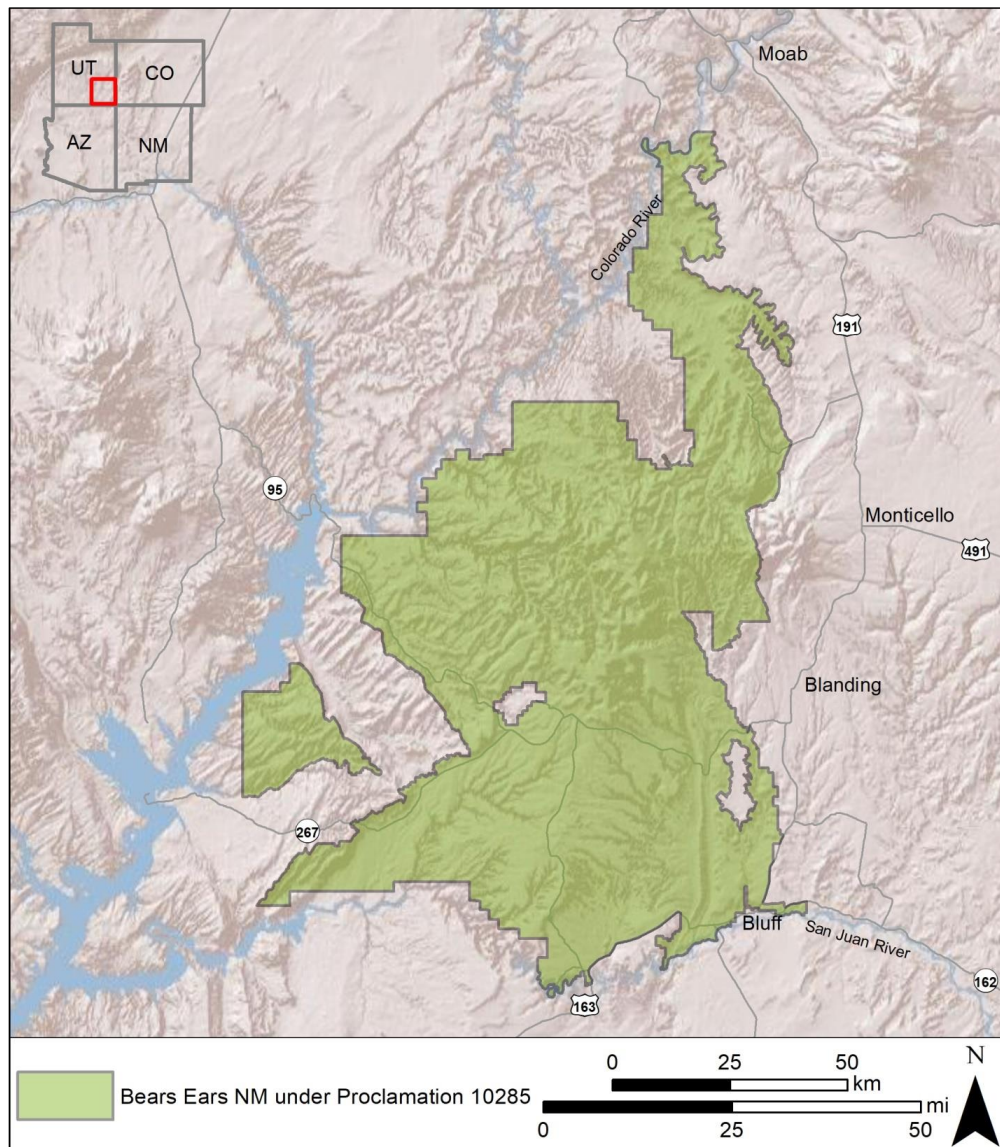 Moab
UT
CO
AZ
NM
Colorado River
191
95
Monticello
491
Blanding
267
Bluff
San Juan River
162
163
Bears Ears NM under Proclamation 10285
0 25 50
km
mi
0 25 50
N